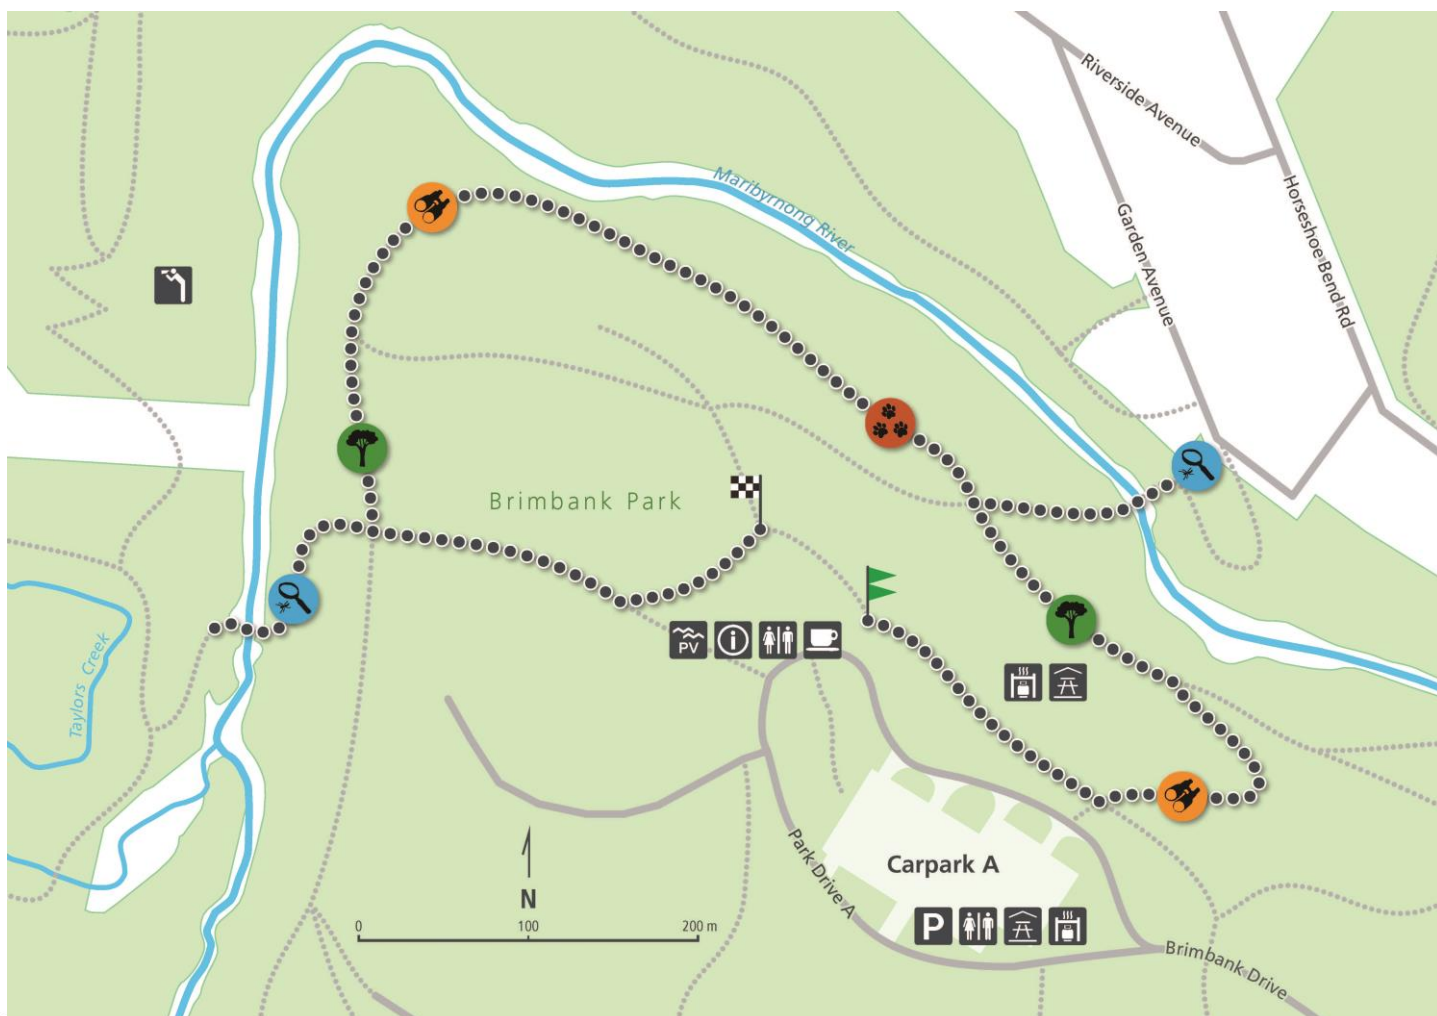 Riverside Avenue
Maribyrnong River
Garden Avenue
Horseshoe Bend Rd
Brimbank Park
Taylors Creek
PV
i
Carpark A
Park Drive A
P
N
0 100 200 m
Brimbank Drive